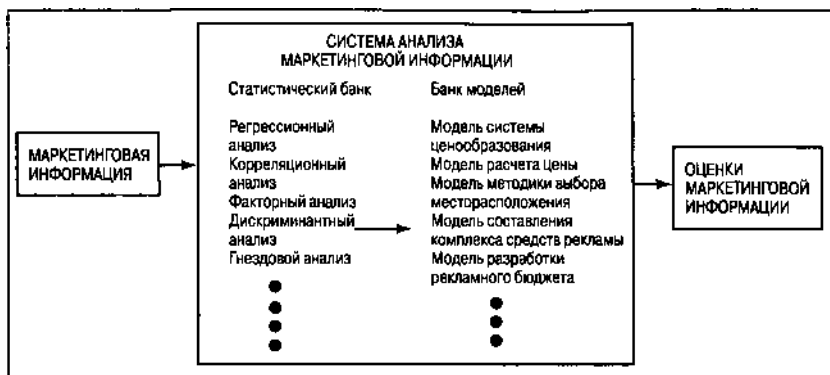 СИСТЕМА АНАЛИЗА
МАРКЕТИНГОВОЙ ИНФОРМАЦИИ
МАРКЕТИНГОВАЯ
ИНФОРМАЦИЯ
Статистический банк
Регрессионный
анализ
Корреляционный
анализ
Факторный анализ
Дискриминантный
анализ
Гнездовой анализ
Банк моделей
Модель системы
ценообразования
Модель расчета цены
Модель методики выбора
месторасположения
Модель составления
комплекса средств рекламы
Модель разработки
рекламного бюджета
ОЦЕНКИ
МАРКЕТИНГОВОЙ
ИНФОРМАЦИИ